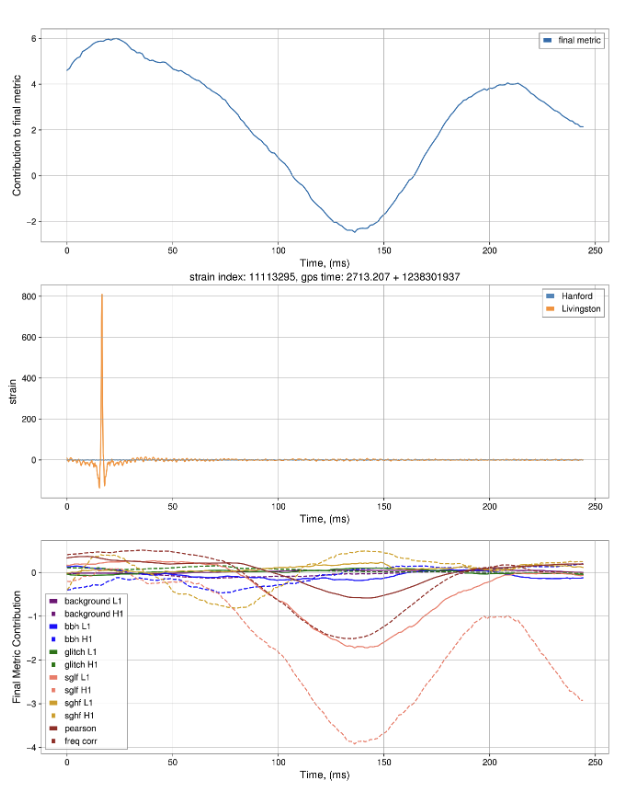 final metric
Contribution to final metric
6
4
2
0
−2
0 50 100 150 200 250
Time, (ms)
strain index: 11113295, gps time: 2713.207 + 1238301937
Hanford
Livingston
strain
800
600
400
200
0
0 50 100 150 200 250
Time, (ms)
Final Metric Contribution
0
−1
−2
−3
−4
background L1
background H1
bbh L1
bbh H1
glitch L1
glitch H1
sglf L1
sglf H1
sghf L1
sghf H1
pearson
freq corr
0 50 100 150 200 250
Time, (ms)